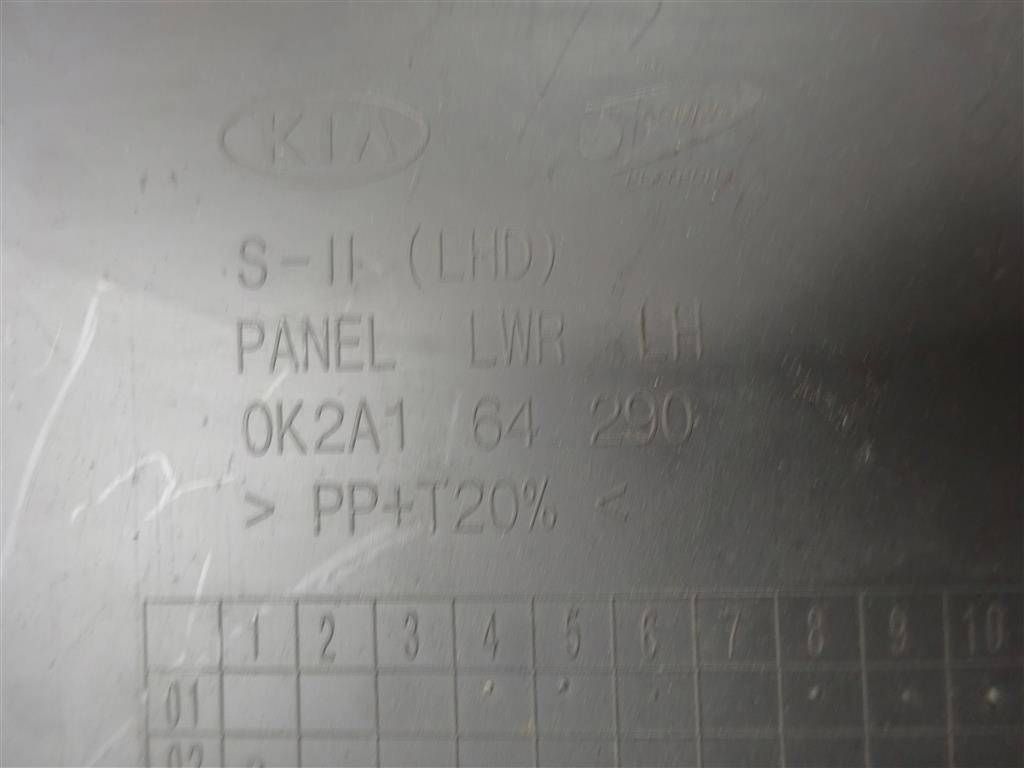 KIA
S-II (LHD)
PANEL LWR LH
0K2A1 64 290
> PP+T20% <
1 2 3 4 5 6 7 8 9 10
01
02